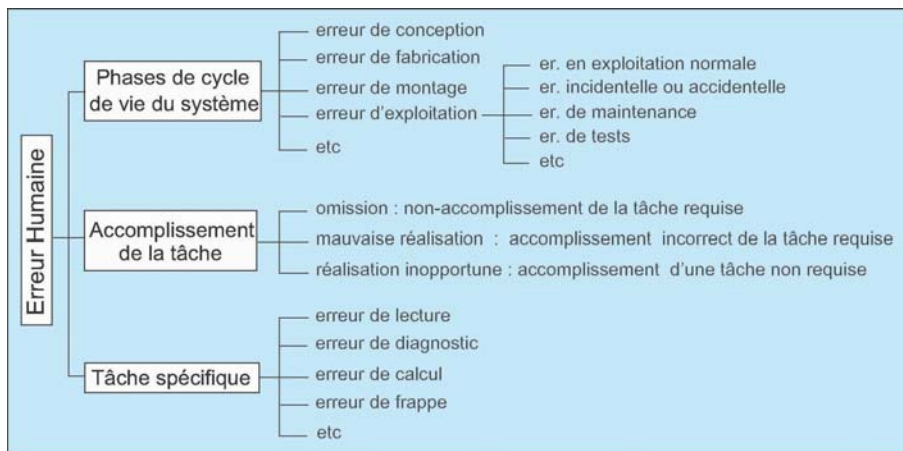 Erreur Humaine
Phases de cycle
de vie du système
erreur de conception
erreur de fabrication
erreur de montage
erreur d'exploitation
etc
er. en exploitation normale
er. incidentelle ou accidentelle
er. de maintenance
er. de tests
etc
Accomplissement
de la tâche
omission : non-accomplissement de la tâche requise
mauvaise réalisation : accomplissement incorrect de la tâche requise
réalisation inopportune : accomplissement d'une tâche non requise
Tâche spécifique
erreur de lecture
erreur de diagnostic
erreur de calcul
erreur de frappe
etc